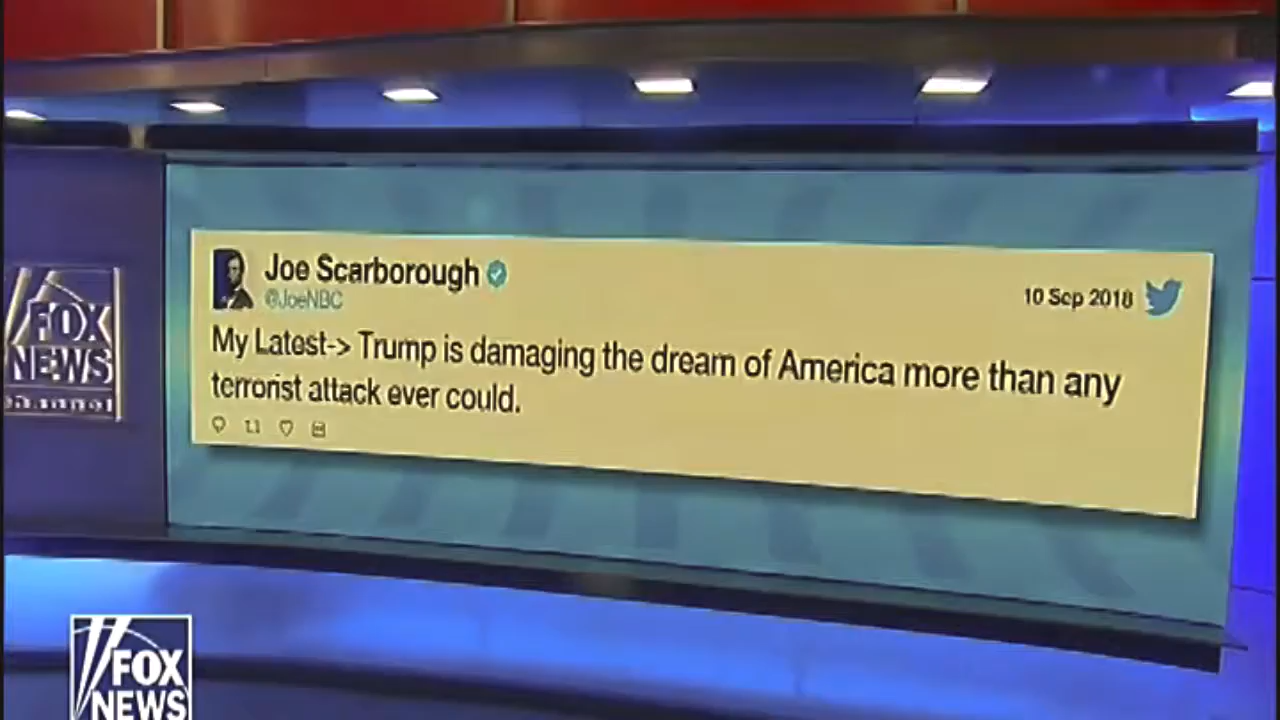 Joe Scarborough
@JoeNBC
10 Sep 2018
My Latest-> Trump is damaging the dream of America more than any
terrorist attack ever could.
FOX
NEWS
channel
FOX
NEWS